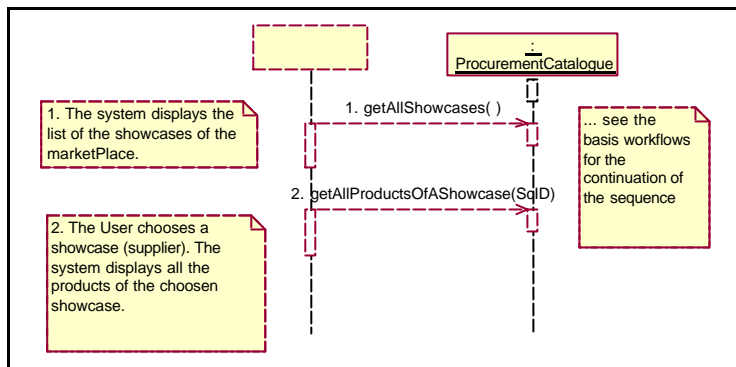 :
ProcurementCatalogue
1. The system displays the
list of the showcases of the
marketPlace.
1. getAllShowcases( )
... see the
basis workflows
for the
continuation of
the sequence
2. getAllProductsOfAShowcase(SqID)
2. The User chooses a
showcase (supplier). The
system displays all the
products of the choosen
showcase.